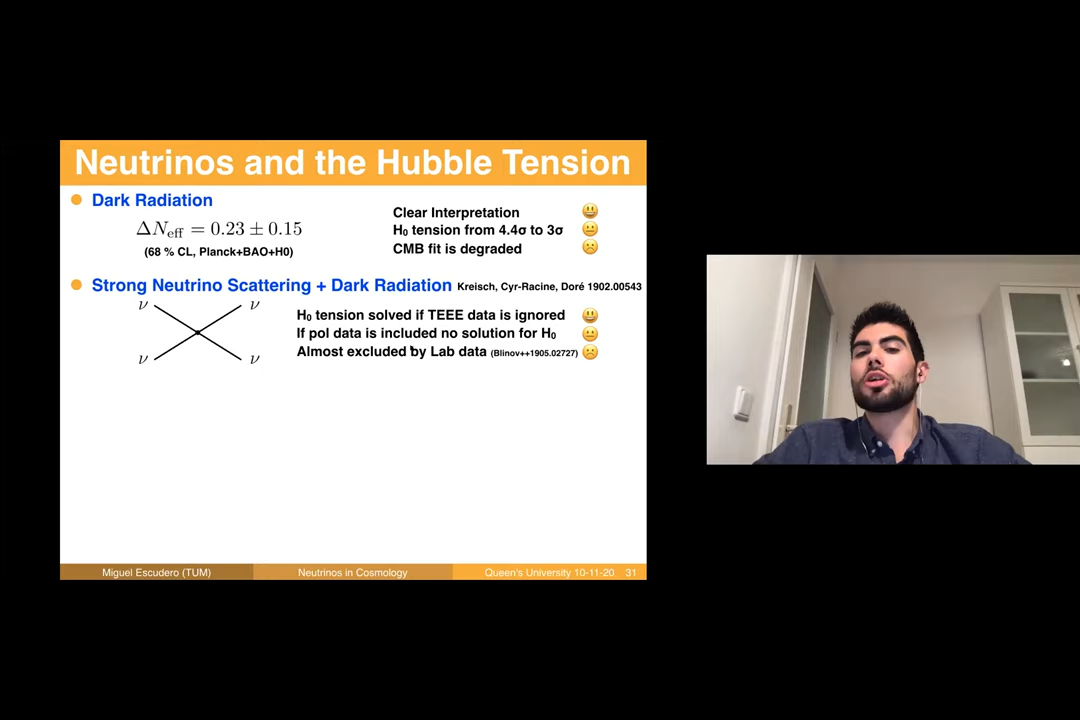 Neutrinos and the Hubble Tension
Dark Radiation
ΔN_eff = 0.23 ± 0.15
(68 % CL, Planck+BAO+H0)
Clear Interpretation 😃
H₀ tension from 4.4σ to 3σ 😐
CMB fit is degraded ☹️
Strong Neutrino Scattering + Dark Radiation Kreisch, Cyr-Racine, Doré 1902.00543
ν ν
ν ν
H₀ tension solved if TEEE data is ignored 😃
If pol data is included no solution for H₀ 😐
Almost excluded by Lab data (Blinov++1905.02727) ☹️
Miguel Escudero (TUM) Neutrinos in Cosmology Queen's University 10-11-20 31